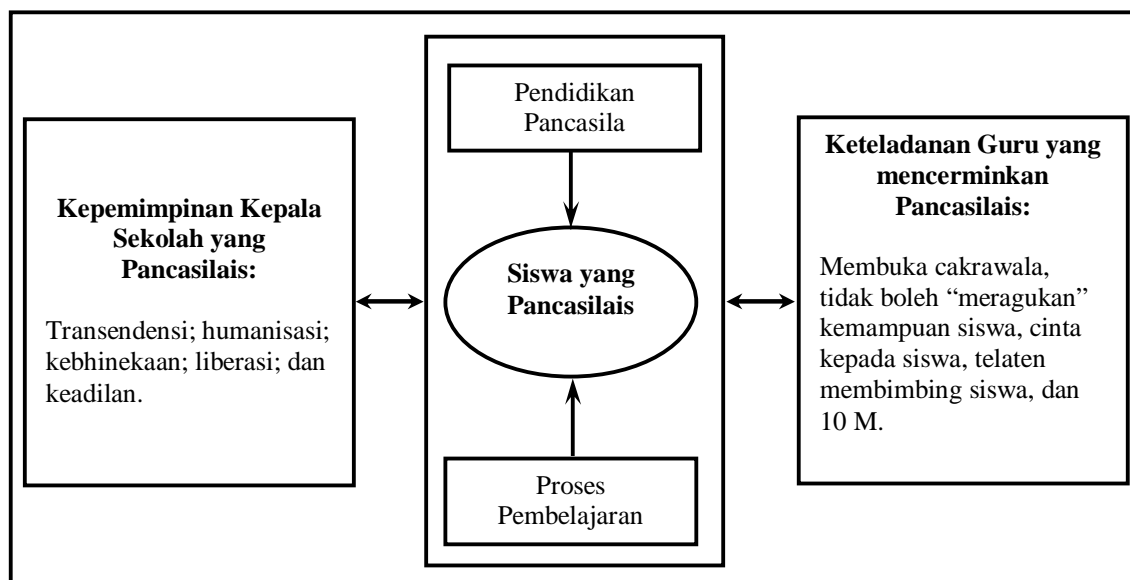 Kepemimpinan Kepala
Sekolah yang
Pancasilais:
Transendensi; humanisasi;
kebhinekaan; liberasi; dan
keadilan.
Pendidikan
Pancasila
Siswa yang
Pancasilais
Proses
Pembelajaran
Keteladanan Guru yang
mencerminkan
Pancasilais:
Membuka cakrawala,
tidak boleh “meragukan”
kemampuan siswa, cinta
kepada siswa, telaten
membimbing siswa, dan
10 M.